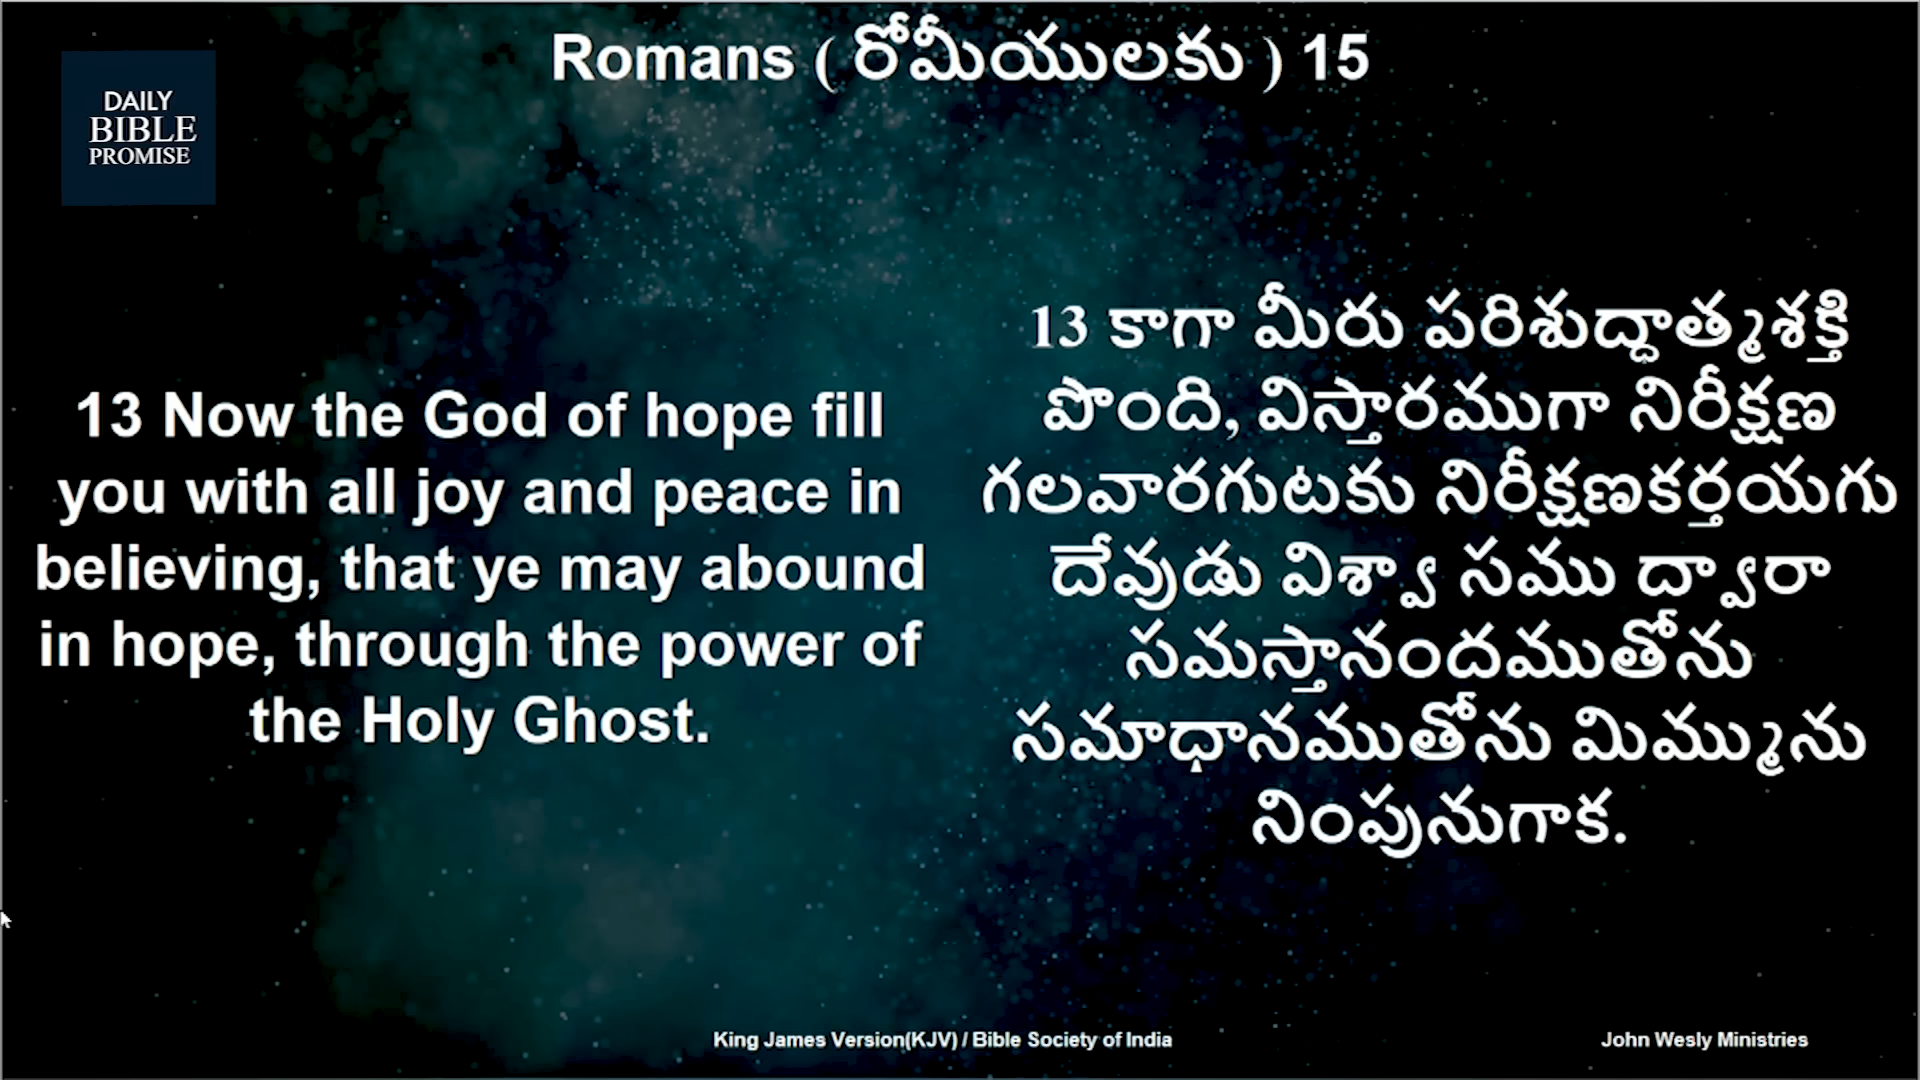 Romans ( రోమీయులకు ) 15
DAILY
BIBLE
PROMISE
13 Now the God of hope fill
you with all joy and peace in
believing, that ye may abound
in hope, through the power of
the Holy Ghost.
13 కాగా మీరు పరిశుద్ధాత్మశక్తి
పొంది, విస్తారముగా నిరీక్షణ
గలవారగుటకు నిరీక్షణకర్తయగు
దేవుడు విశ్వా సము ద్వారా
సమస్తానందముతోను
సమాధానముతోను మిమ్మును
నింపునుగాక.
King James Version(KJV) / Bible Society of India
John Wesly Ministries